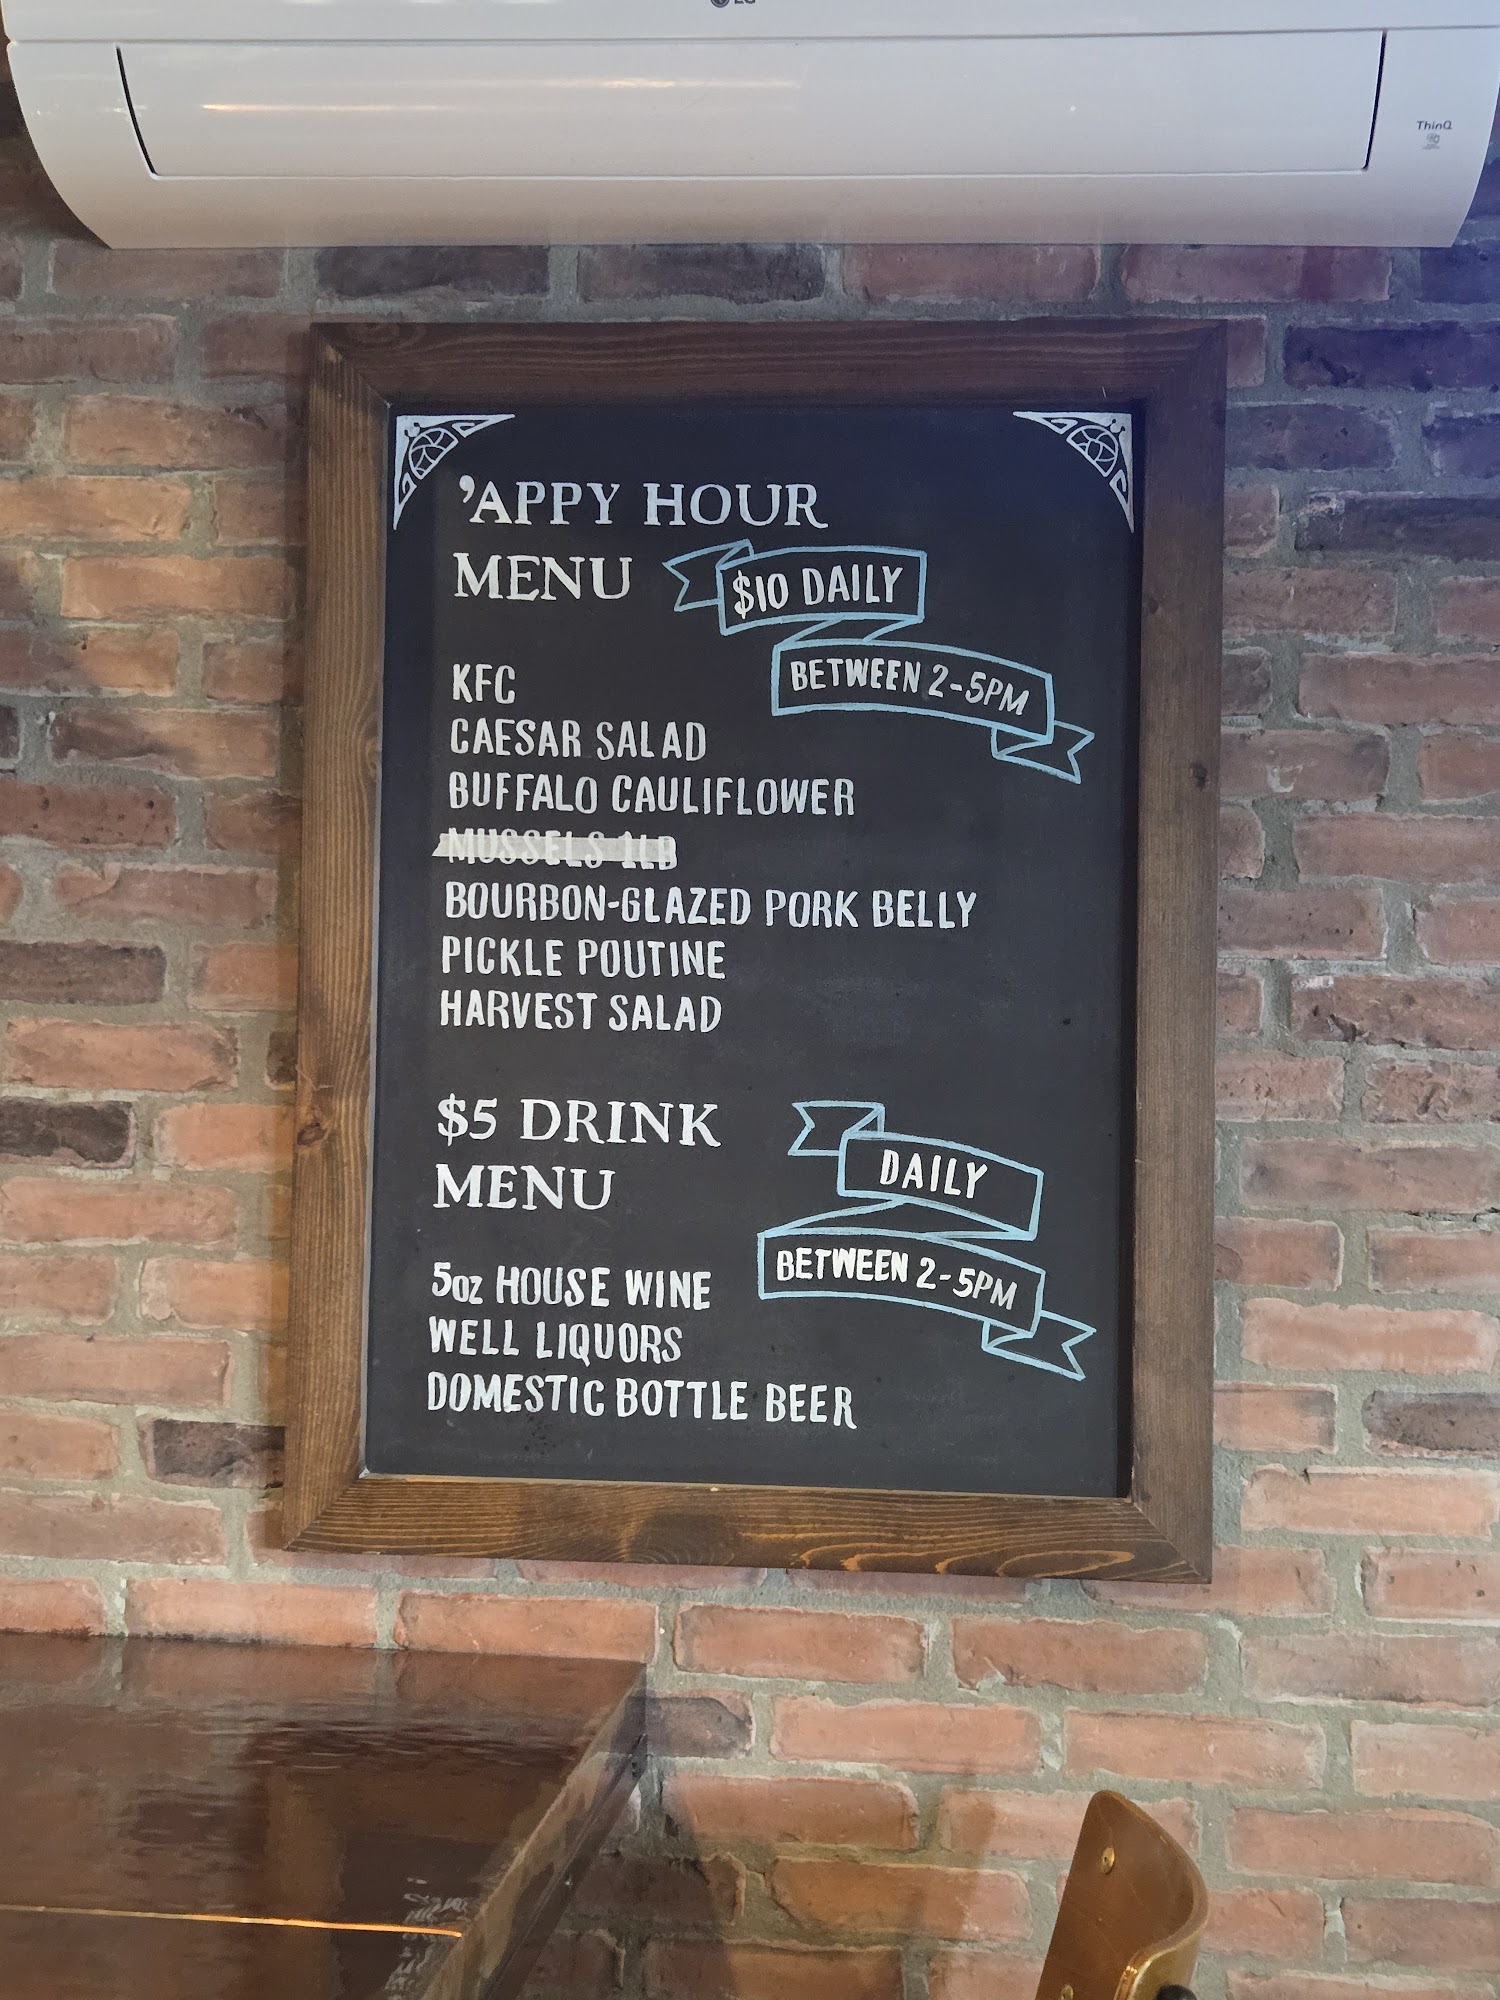 LG
ThinQ
'APPY HOUR
MENU
$10 DAILY
BETWEEN 2-5PM
KFC
CAESAR SALAD
BUFFALO CAULIFLOWER
MUSSELS 1LB
BOURBON-GLAZED PORK BELLY
PICKLE POUTINE
HARVEST SALAD
$5 DRINK
MENU
DAILY
BETWEEN 2-5PM
5oz HOUSE WINE
WELL LIQUORS
DOMESTIC BOTTLE BEER